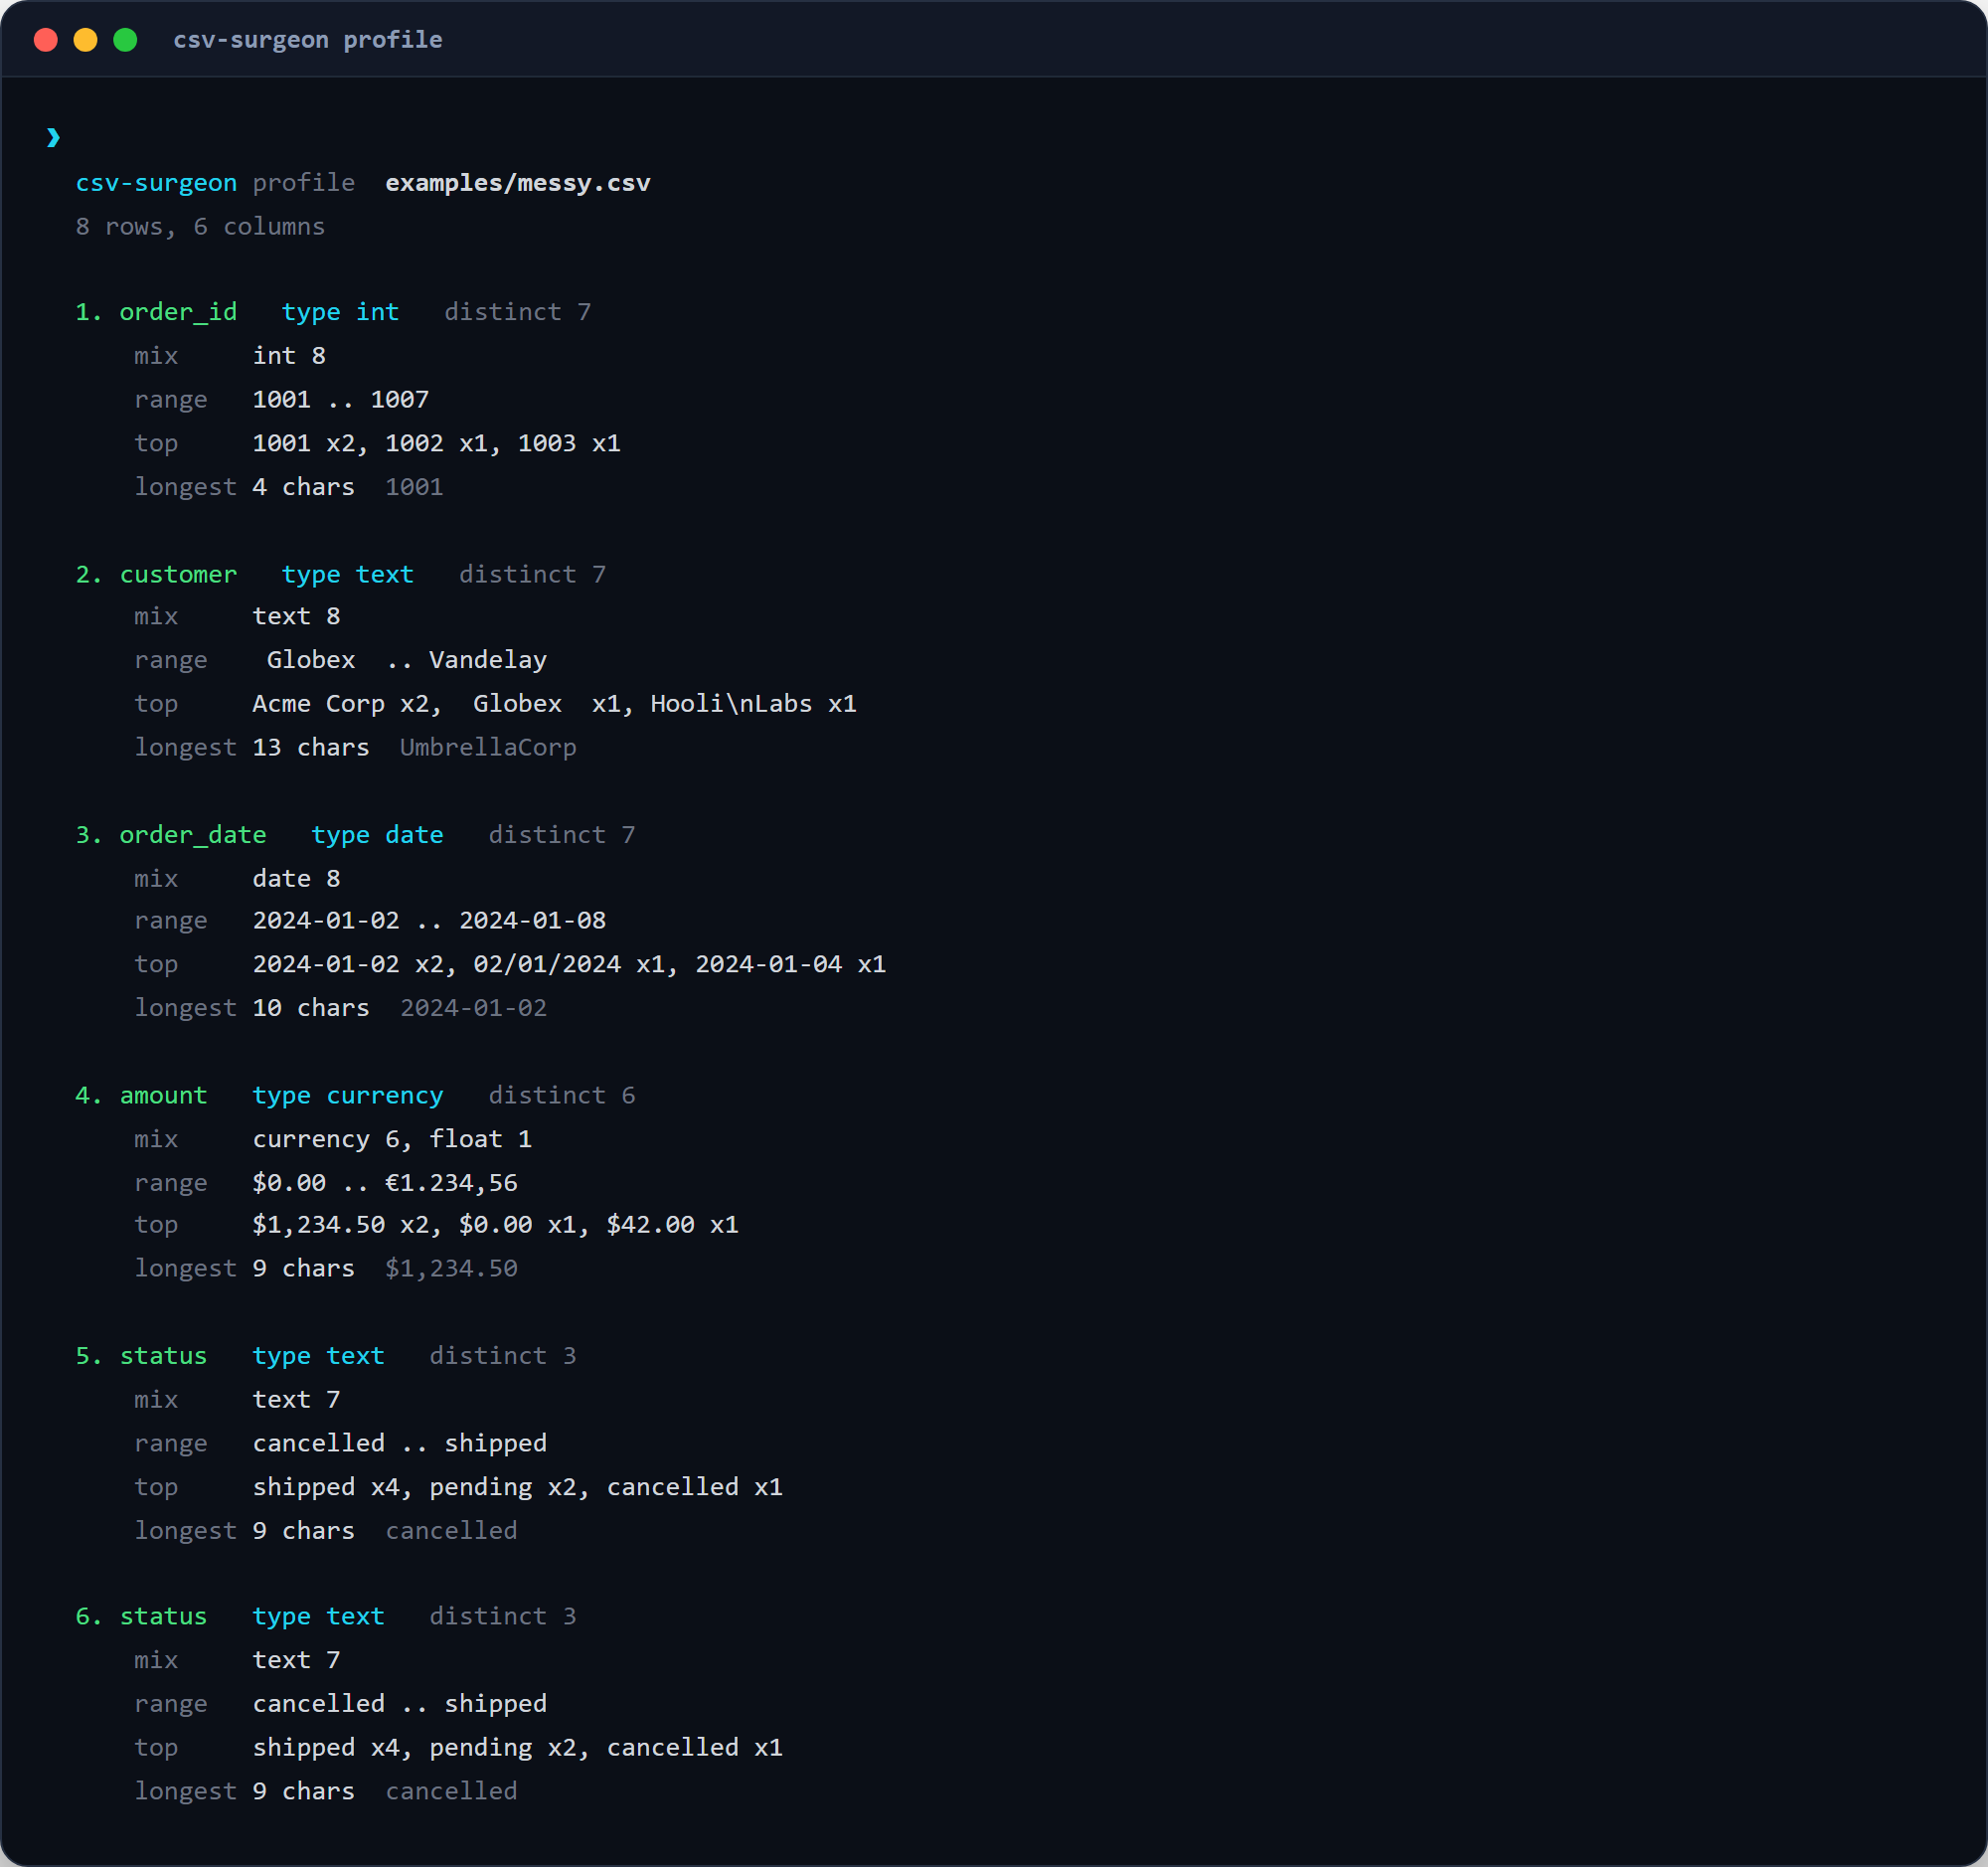 csv-surgeon profile
❯
csv-surgeon profile  examples/messy.csv
8 rows, 6 columns
1. order_id   type int   distinct 7
mix     int 8
range   1001 .. 1007
top     1001 x2, 1002 x1, 1003 x1
longest 4 chars  1001
2. customer   type text   distinct 7
mix     text 8
range    Globex  .. Vandelay
top     Acme Corp x2,  Globex  x1, Hooli\nLabs x1
longest 13 chars  UmbrellaCorp
3. order_date   type date   distinct 7
mix     date 8
range   2024-01-02 .. 2024-01-08
top     2024-01-02 x2, 02/01/2024 x1, 2024-01-04 x1
longest 10 chars  2024-01-02
4. amount   type currency   distinct 6
mix     currency 6, float 1
range   $0.00 .. €1.234,56
top     $1,234.50 x2, $0.00 x1, $42.00 x1
longest 9 chars  $1,234.50
5. status   type text   distinct 3
mix     text 7
range   cancelled .. shipped
top     shipped x4, pending x2, cancelled x1
longest 9 chars  cancelled
6. status   type text   distinct 3
mix     text 7
range   cancelled .. shipped
top     shipped x4, pending x2, cancelled x1
longest 9 chars  cancelled